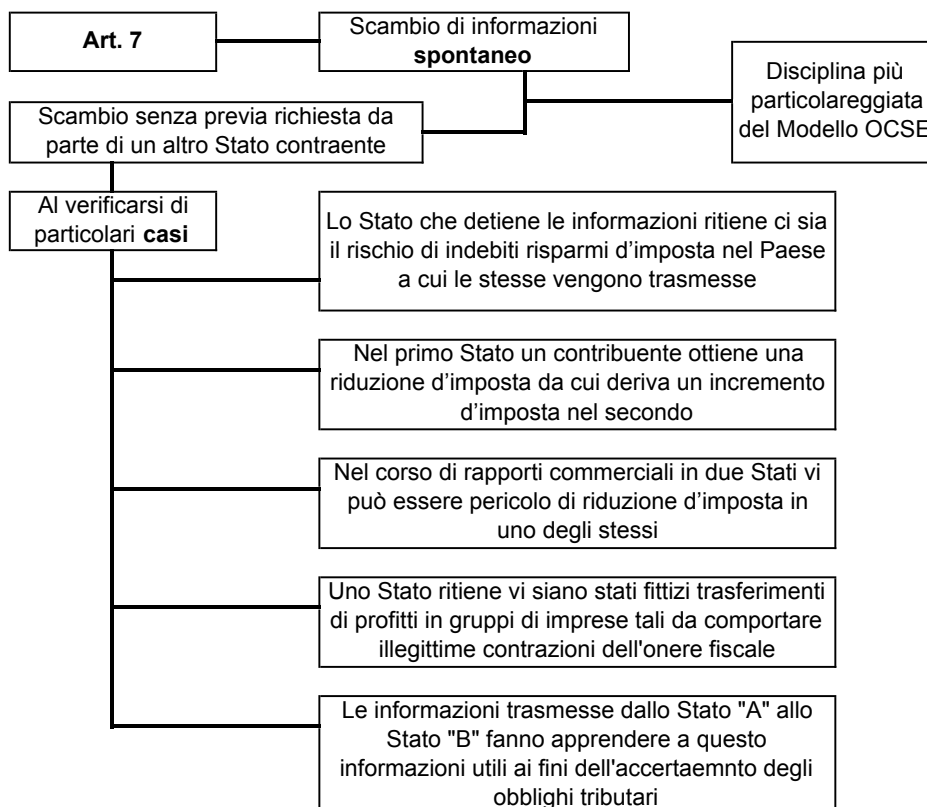 Art. 7
Scambio di informazioni
spontaneo
Disciplina più
particolareggiata
del Modello OCSE
Scambio senza previa richiesta da
parte di un altro Stato contraente
Al verificarsi di
particolari casi
Lo Stato che detiene le informazioni ritiene ci sia
il rischio di indebiti risparmi d’imposta nel Paese
a cui le stesse vengono trasmesse
Nel primo Stato un contribuente ottiene una
riduzione d’imposta da cui deriva un incremento
d’imposta nel secondo
Nel corso di rapporti commerciali in due Stati vi
può essere pericolo di riduzione d’imposta in
uno degli stessi
Uno Stato ritiene vi siano stati fittizi trasferimenti
di profitti in gruppi di imprese tali da comportare
illegittime contrazioni dell'onere fiscale
Le informazioni trasmesse dallo Stato "A" allo
Stato "B" fanno apprendere a questo
informazioni utili ai fini dell'accertaemnto degli
obblighi tributari